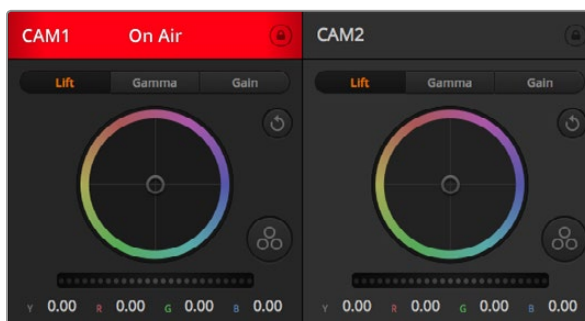 CAM1 On Air CAM2
Lift Gamma Gain Lift Gamma Gain
Y 0.00 R 0.00 G 0.00 B 0.00 Y 0.00 R 0.00 G 0.00 B 0.00